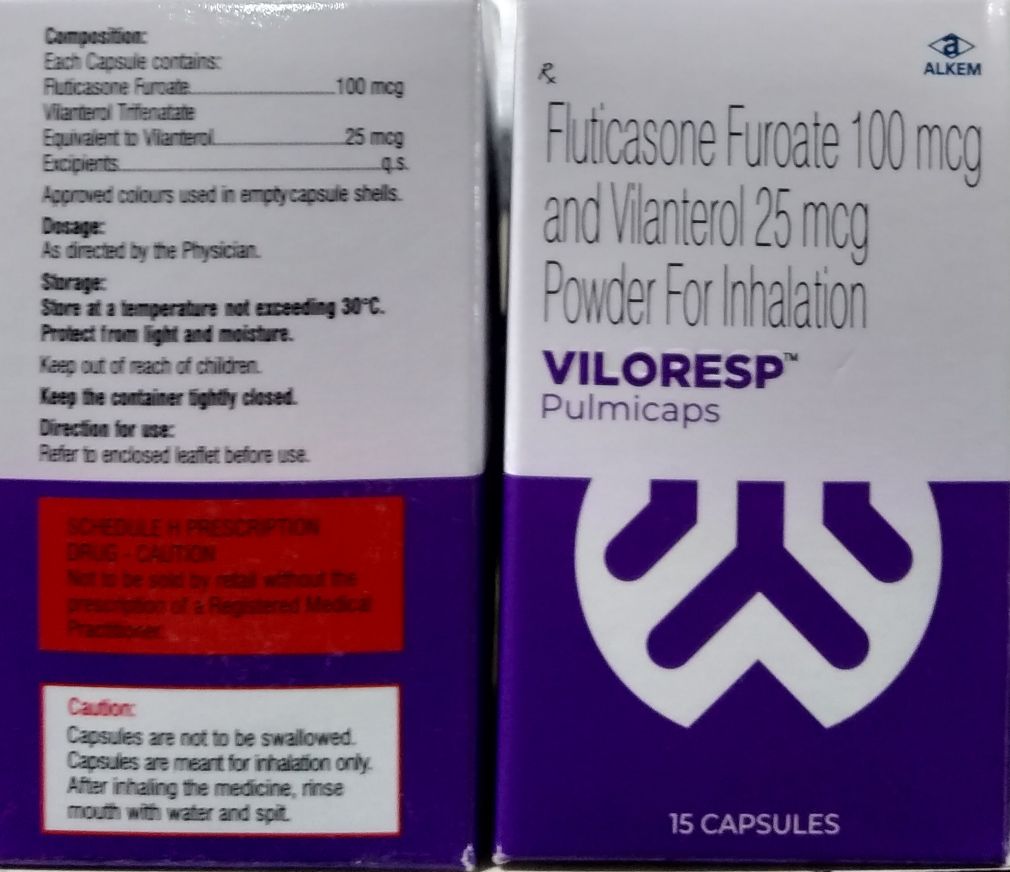 Composition:
Each Capsule contains:
Fluticasone Furoate..............................100 mcg
Vilanterol Trifenatate
Equivalent to Vilanterol..........................25 mcg
Excipients....................................................q.s.
Approved colours used in empty capsule shells.
Dosage:
As directed by the Physician.
Storage:
Store at a temperature not exceeding 30°C.
Protect from light and moisture.
Keep out of reach of children.
Keep the container tightly closed.
Direction for use:
Refer to enclosed leaflet before use.
SCHEDULE H PRESCRIPTION
DRUG - CAUTION
Not to be sold by retail without the
prescription of a Registered Medical
Practitioner.
Caution:
Capsules are not to be swallowed.
Capsules are meant for inhalation only.
After inhaling the medicine, rinse
mouth with water and spit.
a
ALKEM
Rx
Fluticasone Furoate 100 mcg
and Vilanterol 25 mcg
Powder For Inhalation
VILORESP™
Pulmicaps
15 CAPSULES